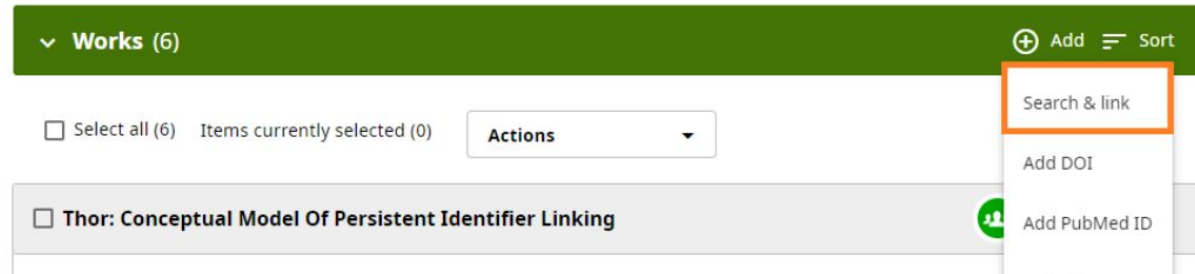 Works (6)
Add
Sort
Search & link
Select all (6)
Items currently selected (0)
Actions
Add DOI
Thor: Conceptual Model Of Persistent Identifier Linking
Add PubMed ID